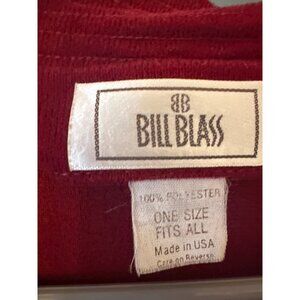 BB
BILL BLASS
100% POLYESTER
ONE SIZE
FITS ALL
Made in USA
Care on Reverse